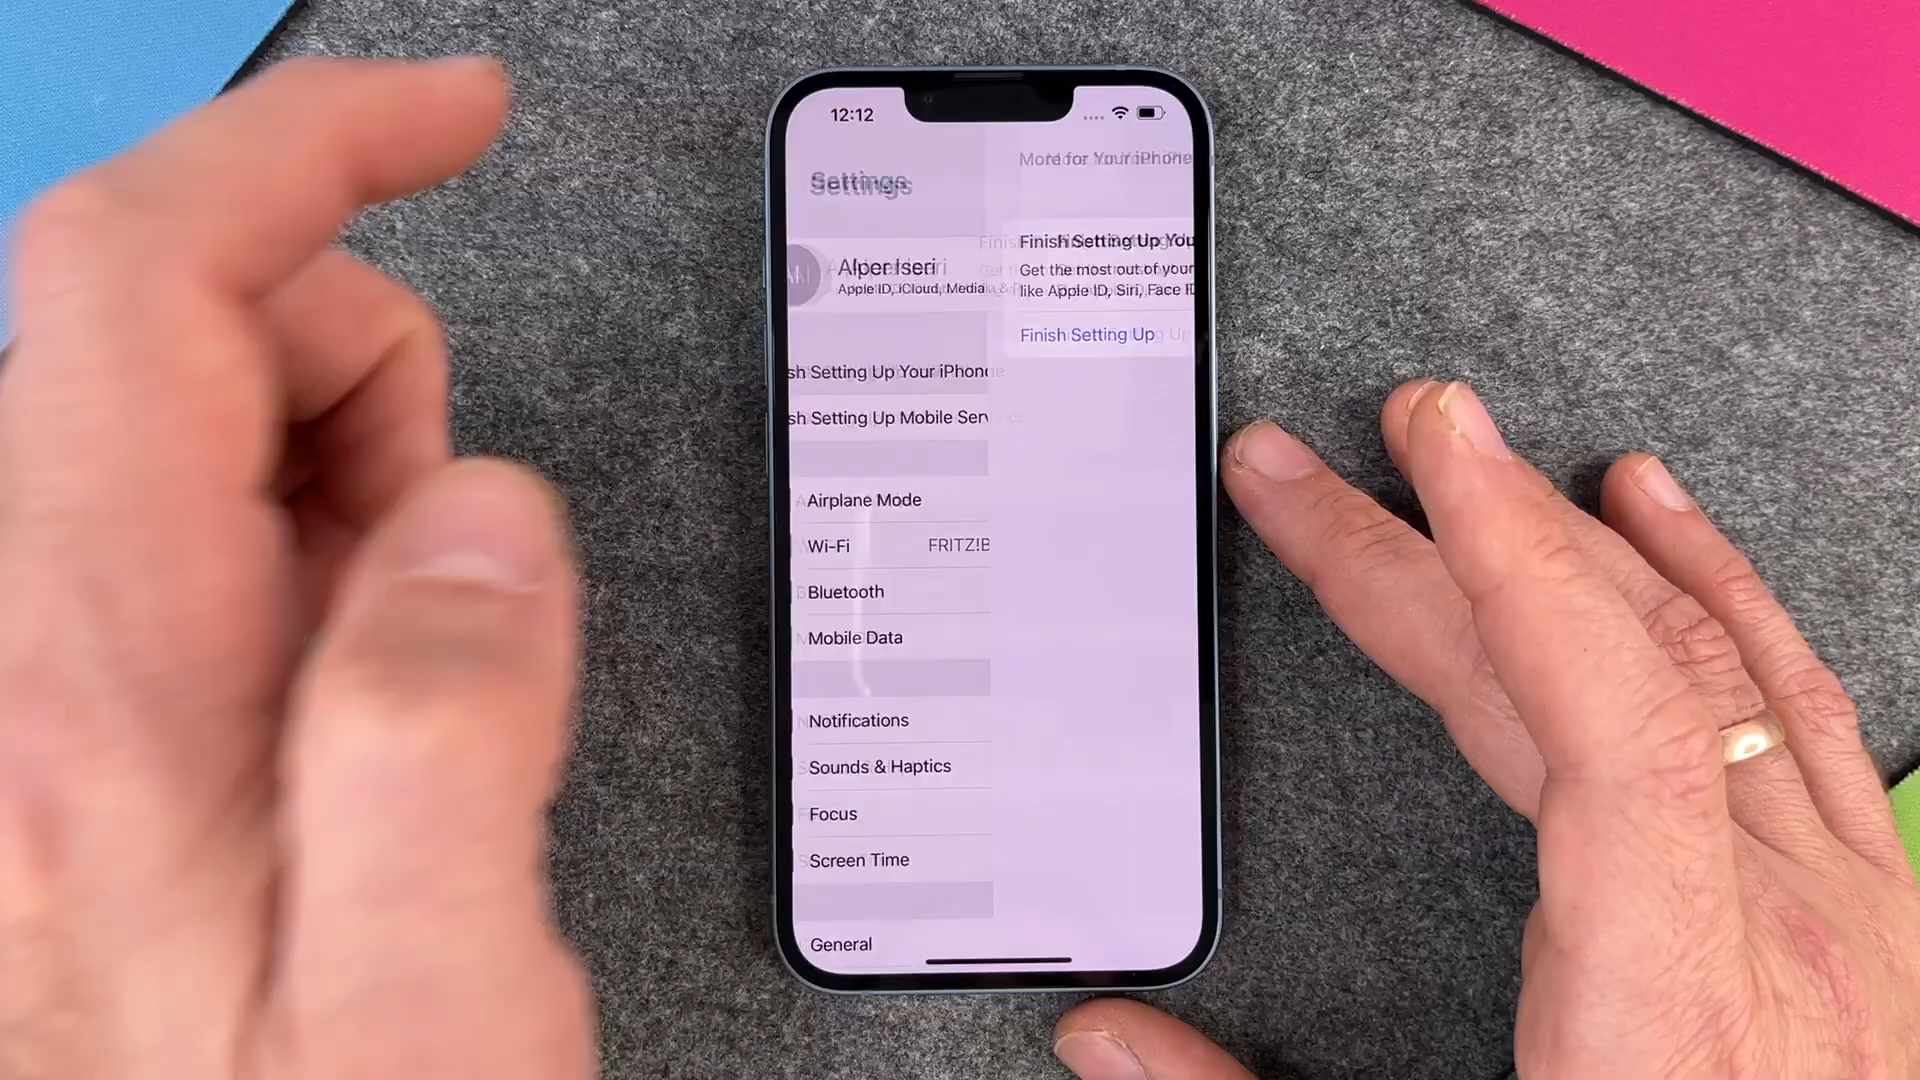 12:12
Settings
More for Your iPhone
Alper Iseri
Apple ID, iCloud, Media &
Finish Setting Up You
Get the most out of your
like Apple ID, Siri, Face I
Finish Setting Up
sh Setting Up Your iPhone
sh Setting Up Mobile Serv
Airplane Mode
Wi-Fi FRITZ!B
Bluetooth
Mobile Data
Notifications
Sounds & Haptics
Focus
Screen Time
General